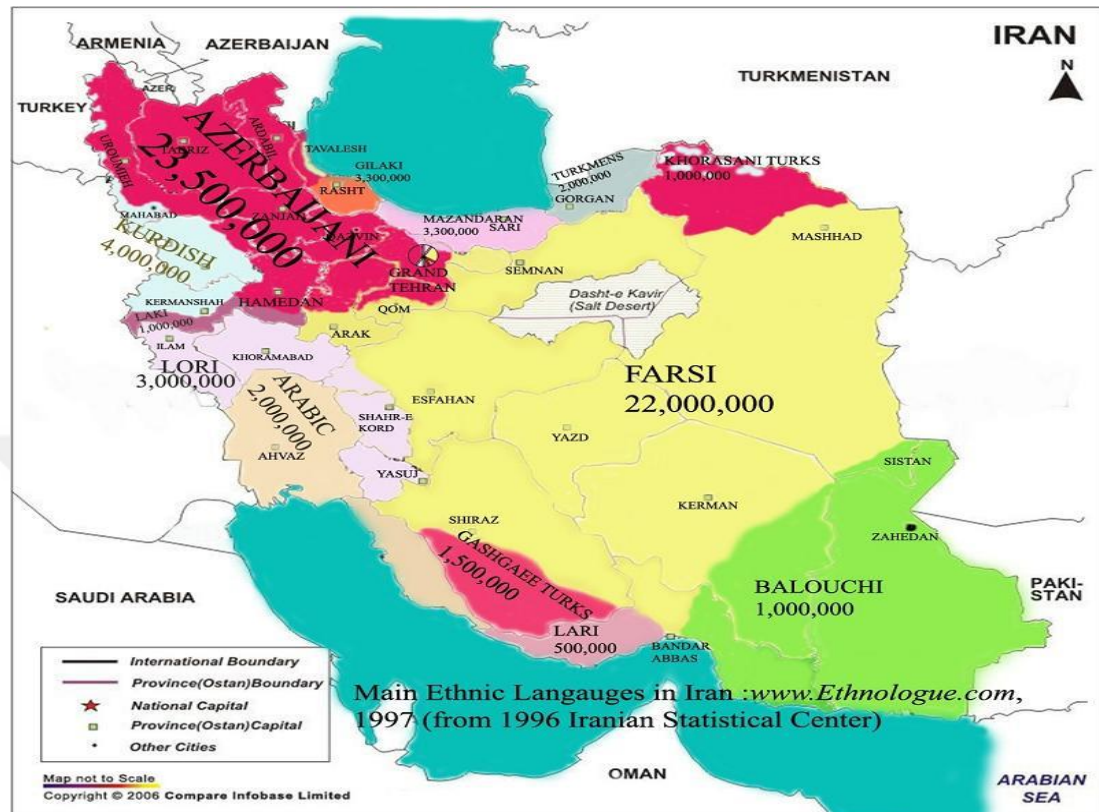 ARMENIA
AZERBAIJAN
IRAN
N
TURKMENISTAN
AZER.
TURKEY
AZERBAIJANI
23,500,000
ARDABIL
TABRIZ
UROUMIEH
TAVALESH
GILAKI
3,300,000
RASHT
TURKMENS
2,000,000
GORGAN
KHORASANI TURKS
1,000,000
MAHABAD
ZANJAN
QAZVIN
MAZANDARAN
3,300,000
SARI
MASHHAD
KURDISH
4,000,000
GRAND
TEHRAN
SEMNAN
Dasht-e Kavir
(Salt Desert)
KERMANSHAH
HAMEDAN
QOM
LAKI
1,000,000
ARAK
ILAM
KHORAMABAD
LORI
3,000,000
FARSI
22,000,000
ARABIC
2,000,000
ESFAHAN
SHAHR-E
KORD
YAZD
AHVAZ
YASUJ
SISTAN
KERMAN
SHIRAZ
ZAHEDAN
GASHGAEE TURKS
1,500,000
BALOUCHI
1,000,000
PAKI-
STAN
SAUDI ARABIA
LARI
500,000
BANDAR
ABBAS
International Boundary
Province(Ostan)Boundary
National Capital
Province(Ostan)Capital
Other Cities
Main Ethnic Langauges in Iran :www.Ethnologue.com,
1997 (from 1996 Iranian Statistical Center)
OMAN
ARABIAN
SEA
Map not to Scale
Copyright © 2006 Compare Infobase Limited